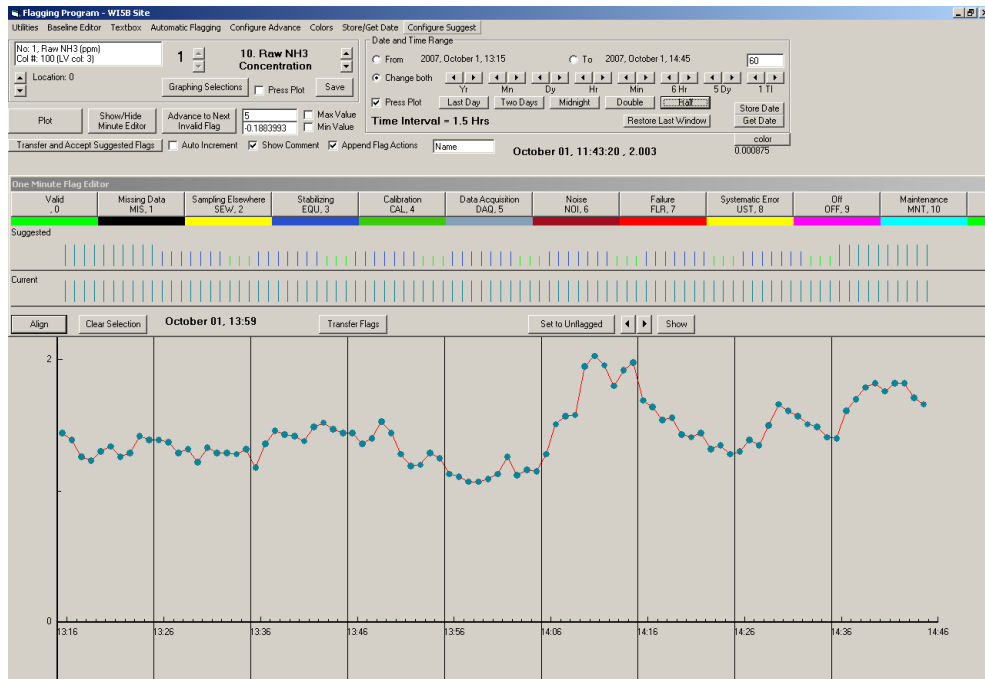 Flagging Program - WI5B Site
Utilities Baseline Editor Textbox Automatic Flagging Configure Advance Colors Store/Get Date Configure Suggest
No: 1, Raw NH3 (ppm)
Col #: 100 (LV col: 3)
1
10. Raw NH3
Concentration
Location: 0
Graphing Selections
Press Plot
Save
Date and Time Range
From 2007, October 1, 13:15 To 2007, October 1, 14:45 60
Change both
Yr Mn Dy Hr Min 6 Hr 5 Dy 1 TI
Press Plot Last Day Two Days Midnight Double Half
Time Interval = 1.5 Hrs
Restore Last Window
Store Date
Get Date
Plot
Show/Hide
Minute Editor
Advance to Next
Invalid Flag
5
-0.1883993
Max Value
Min Value
Transfer and Accept Suggested Flags Auto Increment Show Comment Append Flag Actions Name
October 01, 11:43:20 , 2.003
color
0.000875
One Minute Flag Editor
Valid
, 0
Missing Data
MIS, 1
Sampling Elsewhere
SEW, 2
Stabilizing
EQU, 3
Calibration
CAL, 4
Data Acquisition
DAQ, 5
Noise
NOI, 6
Failure
FLR, 7
Systematic Error
UST, 8
Off
OFF, 9
Maintenance
MNT, 10
Suggested
Current
Align Clear Selection October 01, 13:59 Transfer Flags Set to Unflagged Show
2
0
13:16 13:26 13:36 13:46 13:56 14:06 14:16 14:26 14:36 14:46